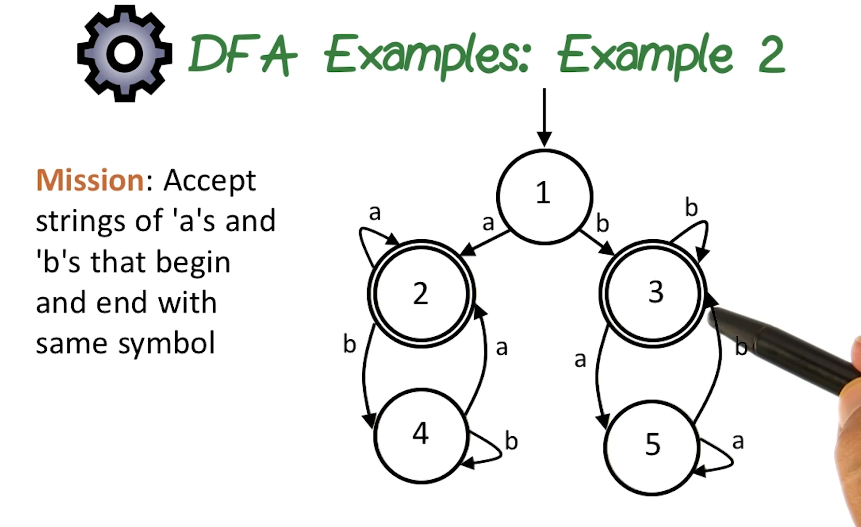 DFA Examples: Example 2
Mission: Accept
strings of 'a's and
'b's that begin
and end with
same symbol
1
a
b
a
b
2
3
b
a
a
b
4
b
5
a